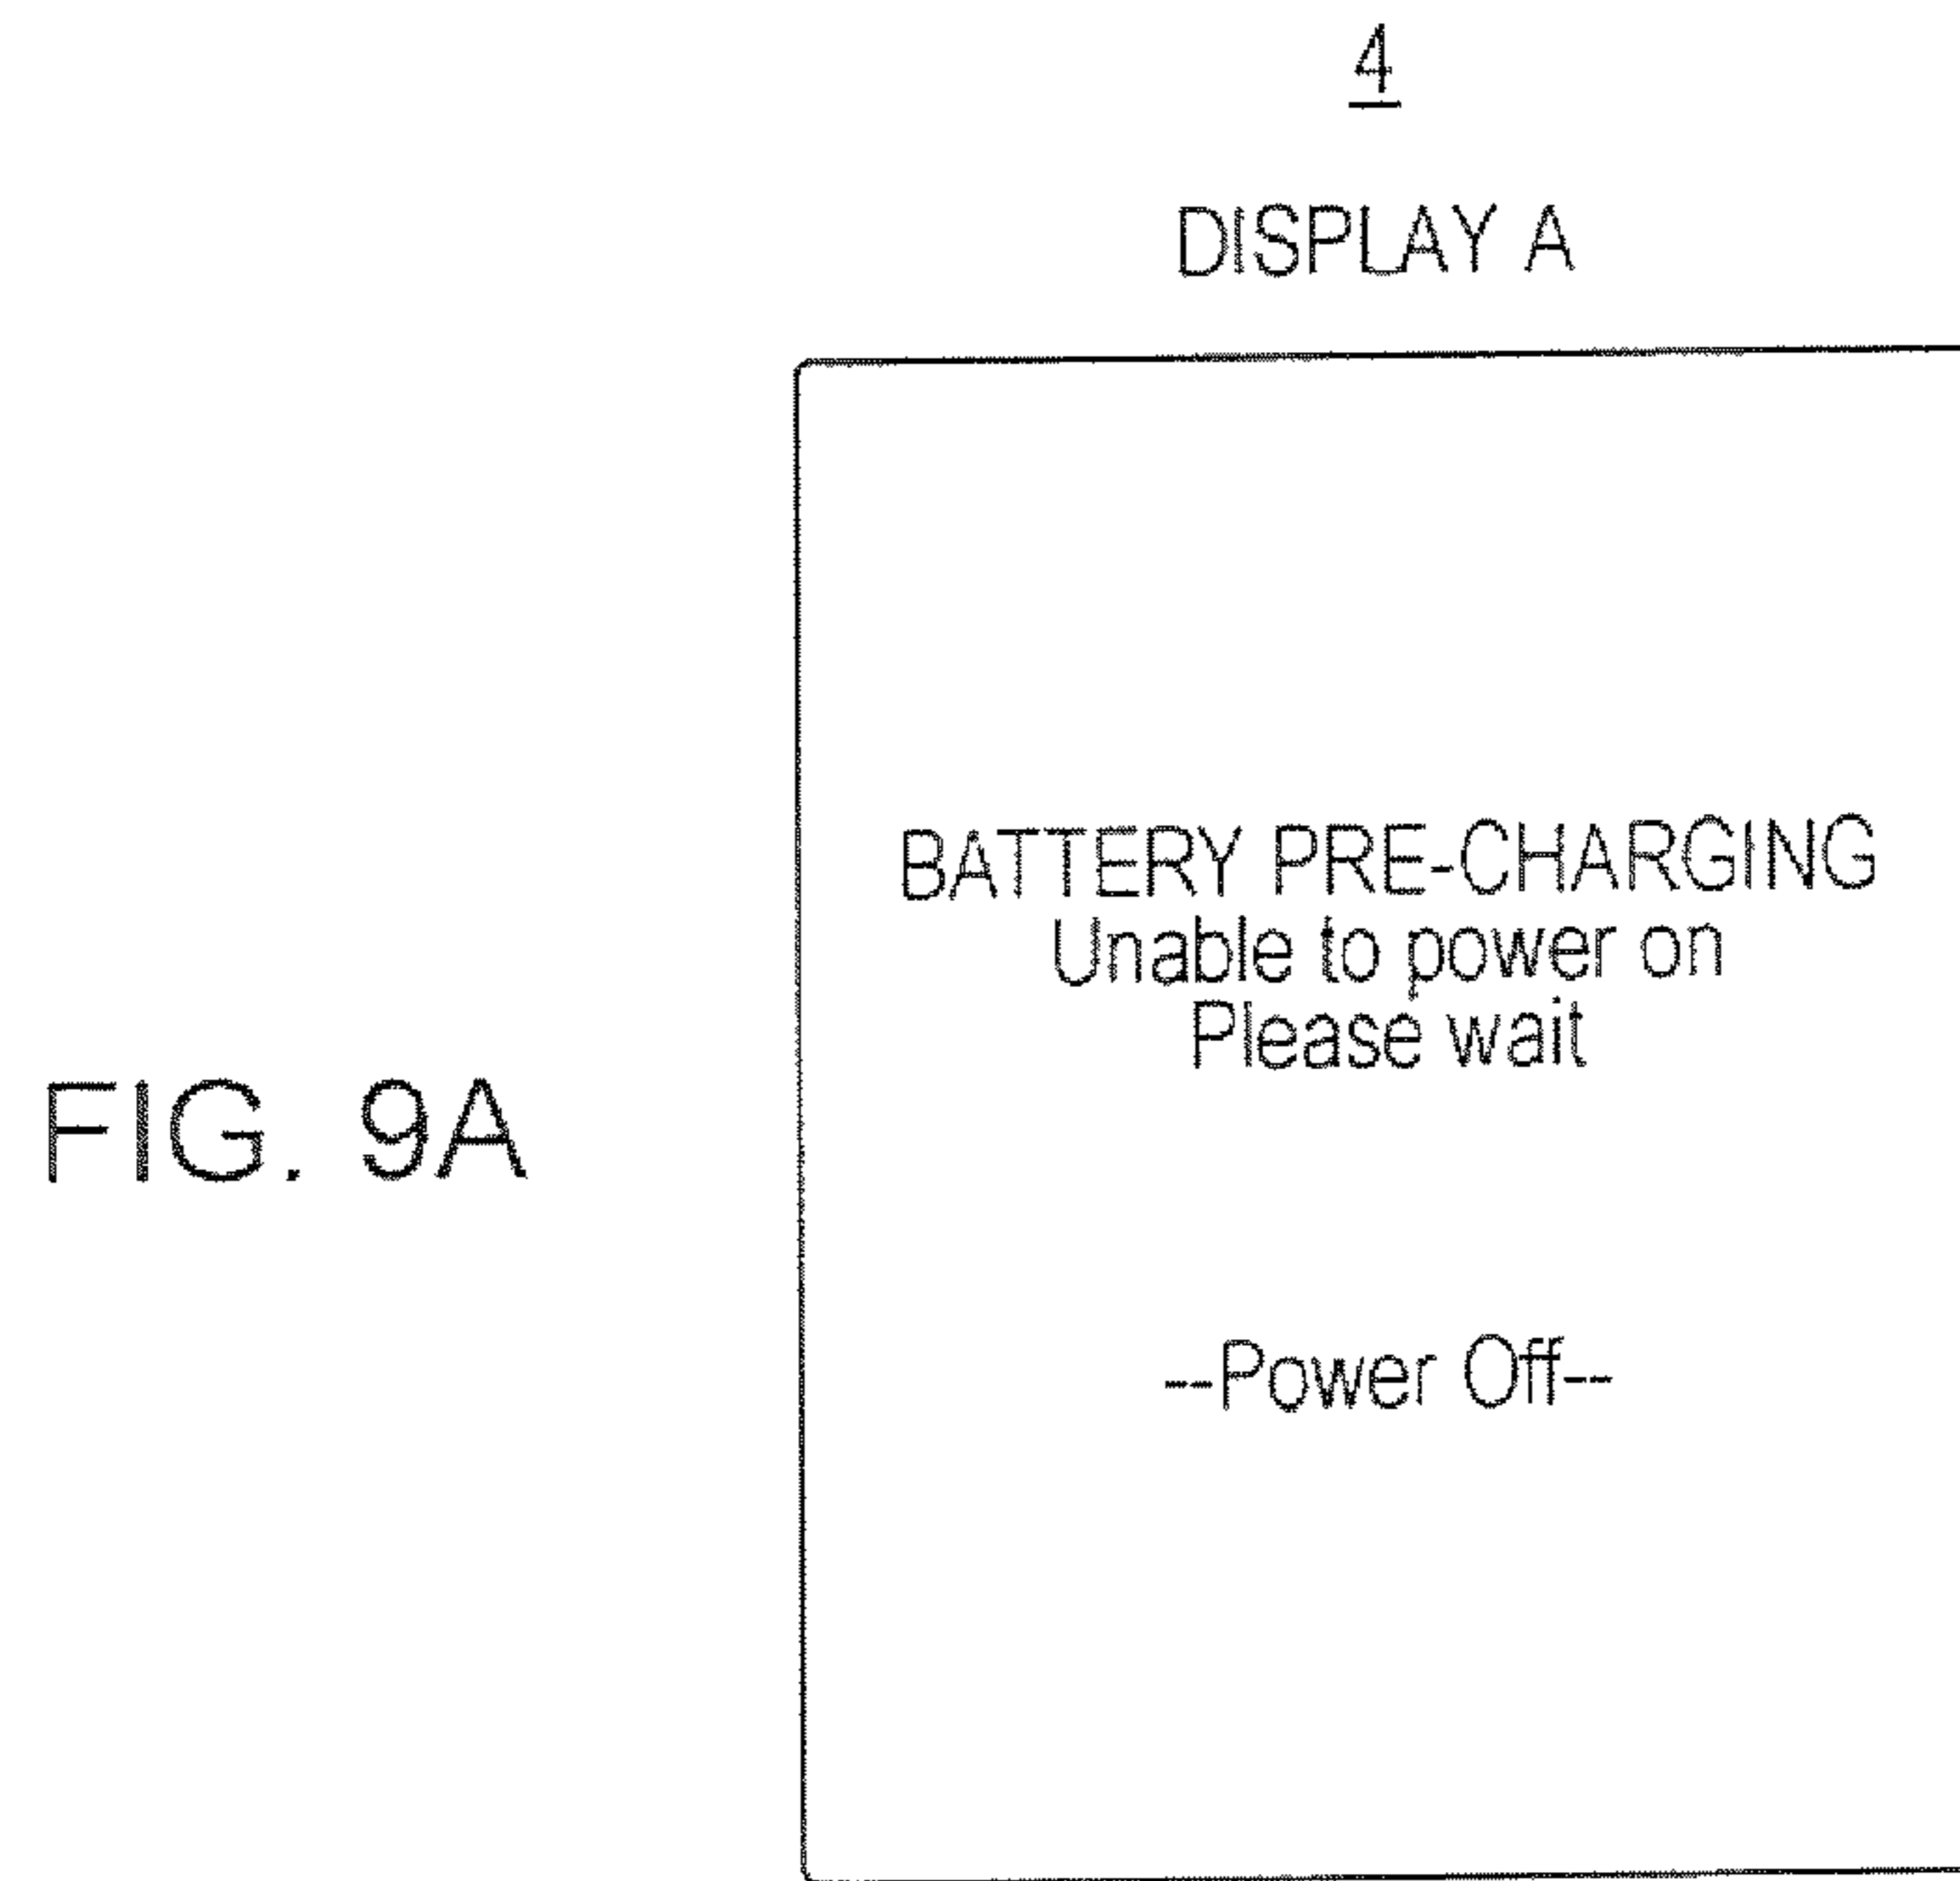 4
DISPLAY A
BATTERY PRE-CHARGING
Unable to power on
Please wait
FIG. 9A
--Power Off--